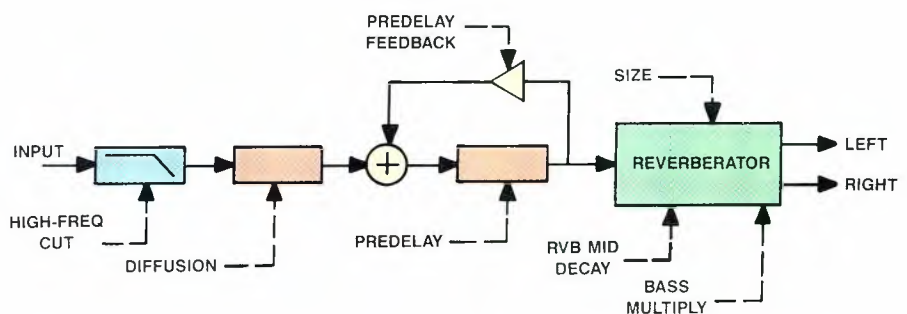 PREDELAY
FEEDBACK
SIZE
INPUT
REVERBERATOR
LEFT
RIGHT
HIGH-FREQ
CUT
DIFFUSION
PREDELAY
RVB MID
DECAY
BASS
MULTIPLY